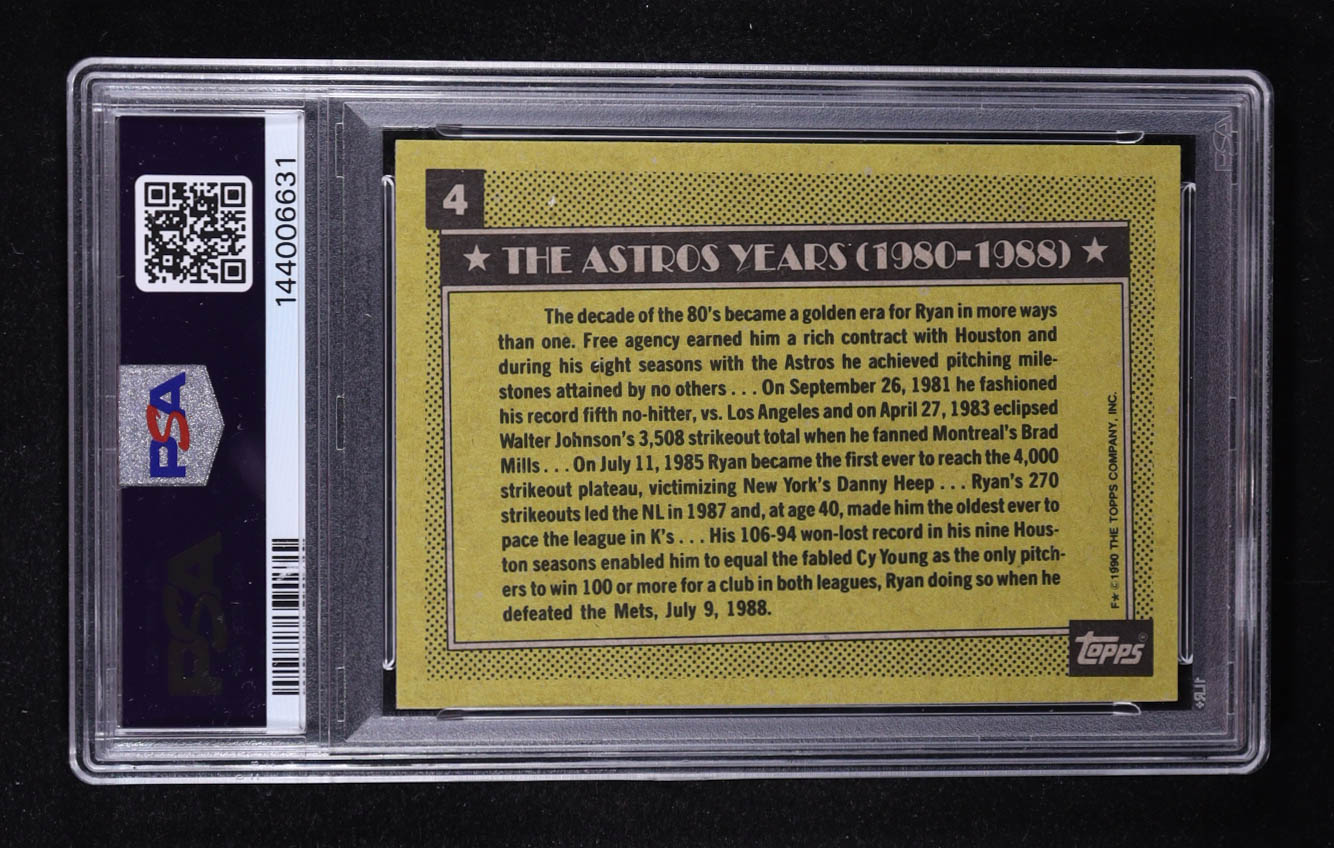 144006631
PSA
PSA
4
★ THE ASTROS YEARS (1980-1988) ★
The decade of the 80's became a golden era for Ryan in more ways
than one. Free agency earned him a rich contract with Houston and
during his eight seasons with the Astros he achieved pitching mile-
stones attained by no others . . . On September 26, 1981 he fashioned
his record fifth no-hitter, vs. Los Angeles and on April 27, 1983 eclipsed
Walter Johnson's 3,508 strikeout total when he fanned Montreal's Brad
Mills . . . On July 11, 1985 Ryan became the first ever to reach the 4,000
strikeout plateau, victimizing New York's Danny Heep . . . Ryan's 270
strikeouts led the NL in 1987 and, at age 40, made him the oldest ever to
pace the league in K's . . . His 106-94 won-lost record in his nine Hous-
ton seasons enabled him to equal the fabled Cy Young as the only pitch-
ers to win 100 or more for a club in both leagues, Ryan doing so when he
defeated the Mets, July 9, 1988.
F★ © 1990 THE TOPPS COMPANY, INC.
topps®
PSA